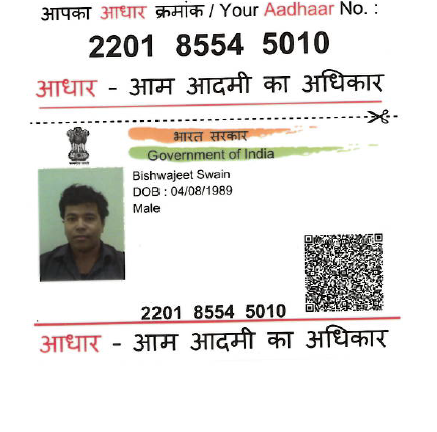 आपका आधार क्रमांक / Your Aadhaar No. :
2201 8554 5010
आधार - आम आदमी का अधिकार
भारत सरकार
Government of India
Bishwajeet Swain
DOB : 04/08/1989
Male
2201 8554 5010
आधार - आम आदमी का अधिकार